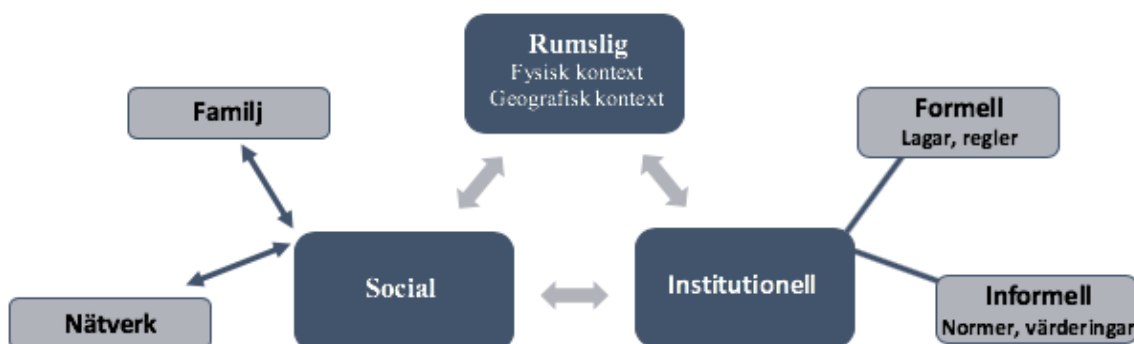 Rumslig
Fysisk kontext
Geografisk kontext
Familj
Formell
Lagar, regler
Social
Institutionell
Nätverk
Informell
Normer, värderingar